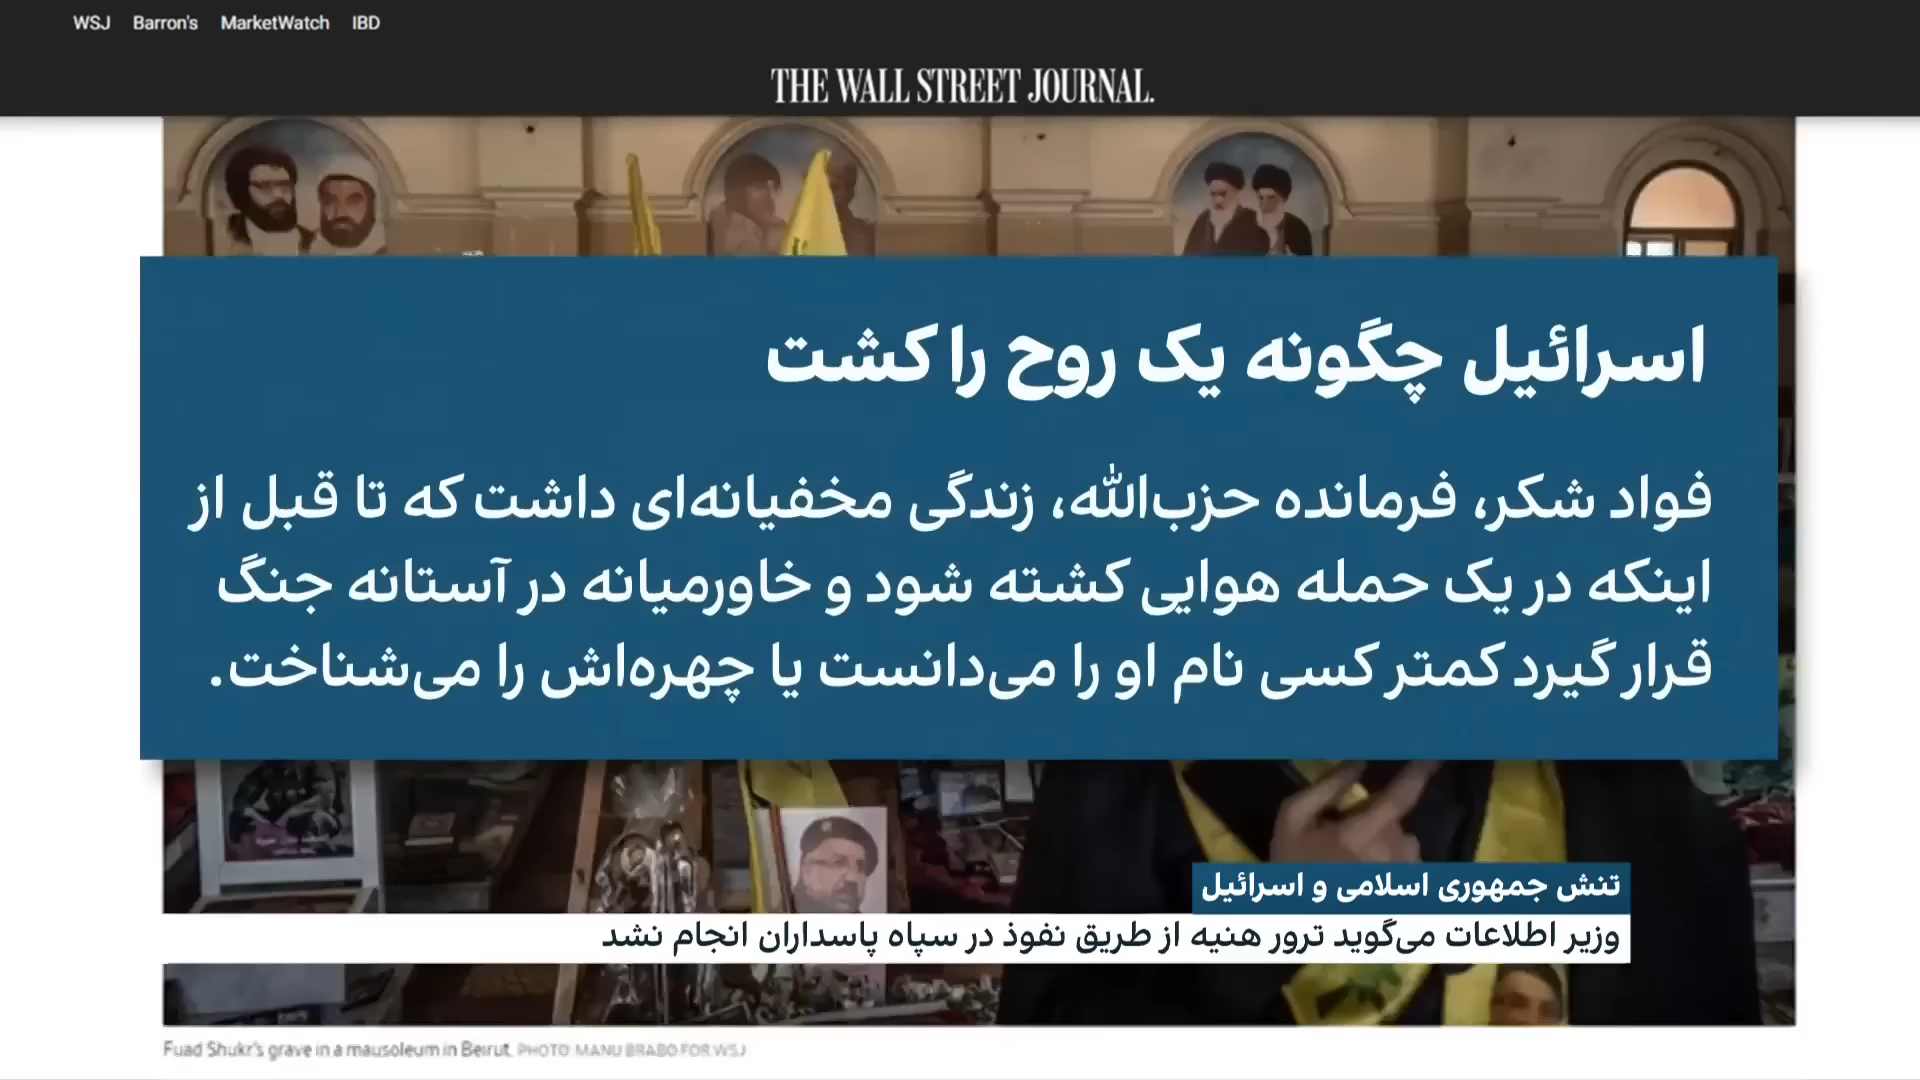 WSJ Barron's MarketWatch IBD
THE WALL STREET JOURNAL.
اسرائیل چگونه یک روح را کشت
فواد شکر، فرمانده حزب‌الله، زندگی مخفیانه‌ای داشت که تا قبل از
اینکه در یک حمله هوایی کشته شود و خاورمیانه در آستانه جنگ
قرار گیرد کمتر کسی نام او را می‌دانست یا چهره‌اش را می‌شناخت.
تنش جمهوری اسلامی و اسرائیل
وزیر اطلاعات می‌گوید ترور هنیه از طریق نفوذ در سپاه پاسداران انجام نشد
Fuad Shukr's grave in a mausoleum in Beirut. PHOTO: MANU BRABO FOR WSJ